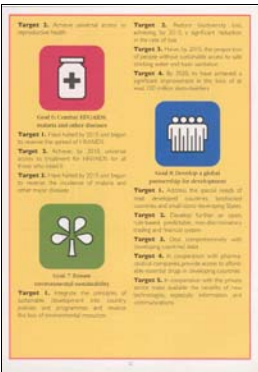 Target 2. Achieve universal access to
reproductive health.
Goal 6: Combat HIV/AIDS,
malaria and other diseases
Target 1. Have halted by 2015 and begun
to reverse the spread of HIV/AIDS
Target 2. Achieve, by 2010, universal
access to treatment for HIV/AIDS for all
those who need it
Target 3. Have halted by 2015 and begun
to reverse the incidence of malaria and
other major diseases
Goal 7: Ensure
environmental sustainability
Target 1. Integrate the principles of
sustainable development into country
policies and programmes and reverse
the loss of environmental resources
Target 2. Reduce biodiversity loss,
achieving by 2010, a significant reduction
in the rate of loss
Target 3. Halve, by 2015, the proportion
of people without sustainable access to safe
drinking water and basic sanitation
Target 4. By 2020, to have achieved a
significant improvement in the lives of at
least 100 million slum-dwellers
Goal 8: Develop a global
partnership for development
Target 1. Address the special needs of
least developed countries, landlocked
countries and small island developing States
Target 2. Develop further an open,
rule-based, predictable, non-discriminatory
trading and financial system
Target 3. Deal comprehensively with
developing countries' debt
Target 4. In cooperation with pharma-
ceutical companies, provide access to afford-
able essential drugs in developing countries
Target 5. In cooperation with the private
sector make available the benefits of new
technologies, especially information and
communications